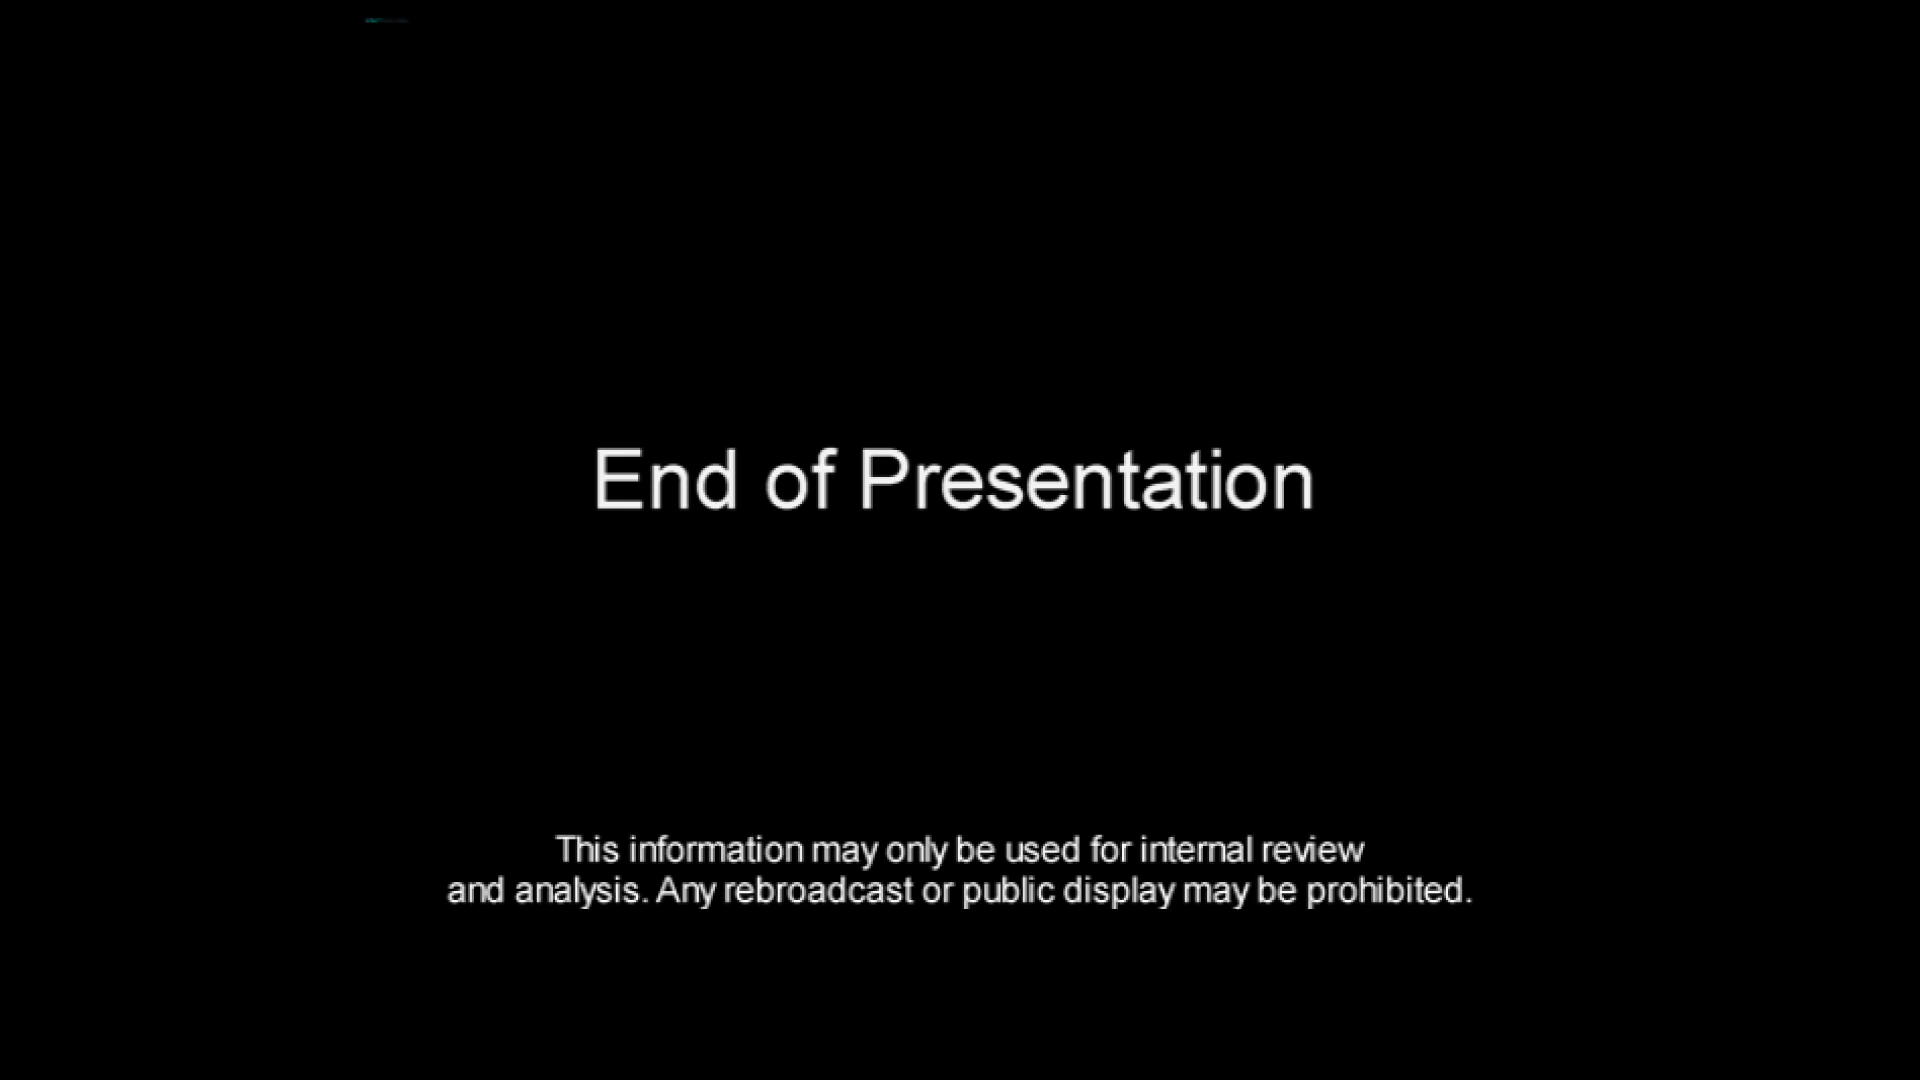 End of Presentation
This information may only be used for internal review
and analysis. Any rebroadcast or public display may be prohibited.